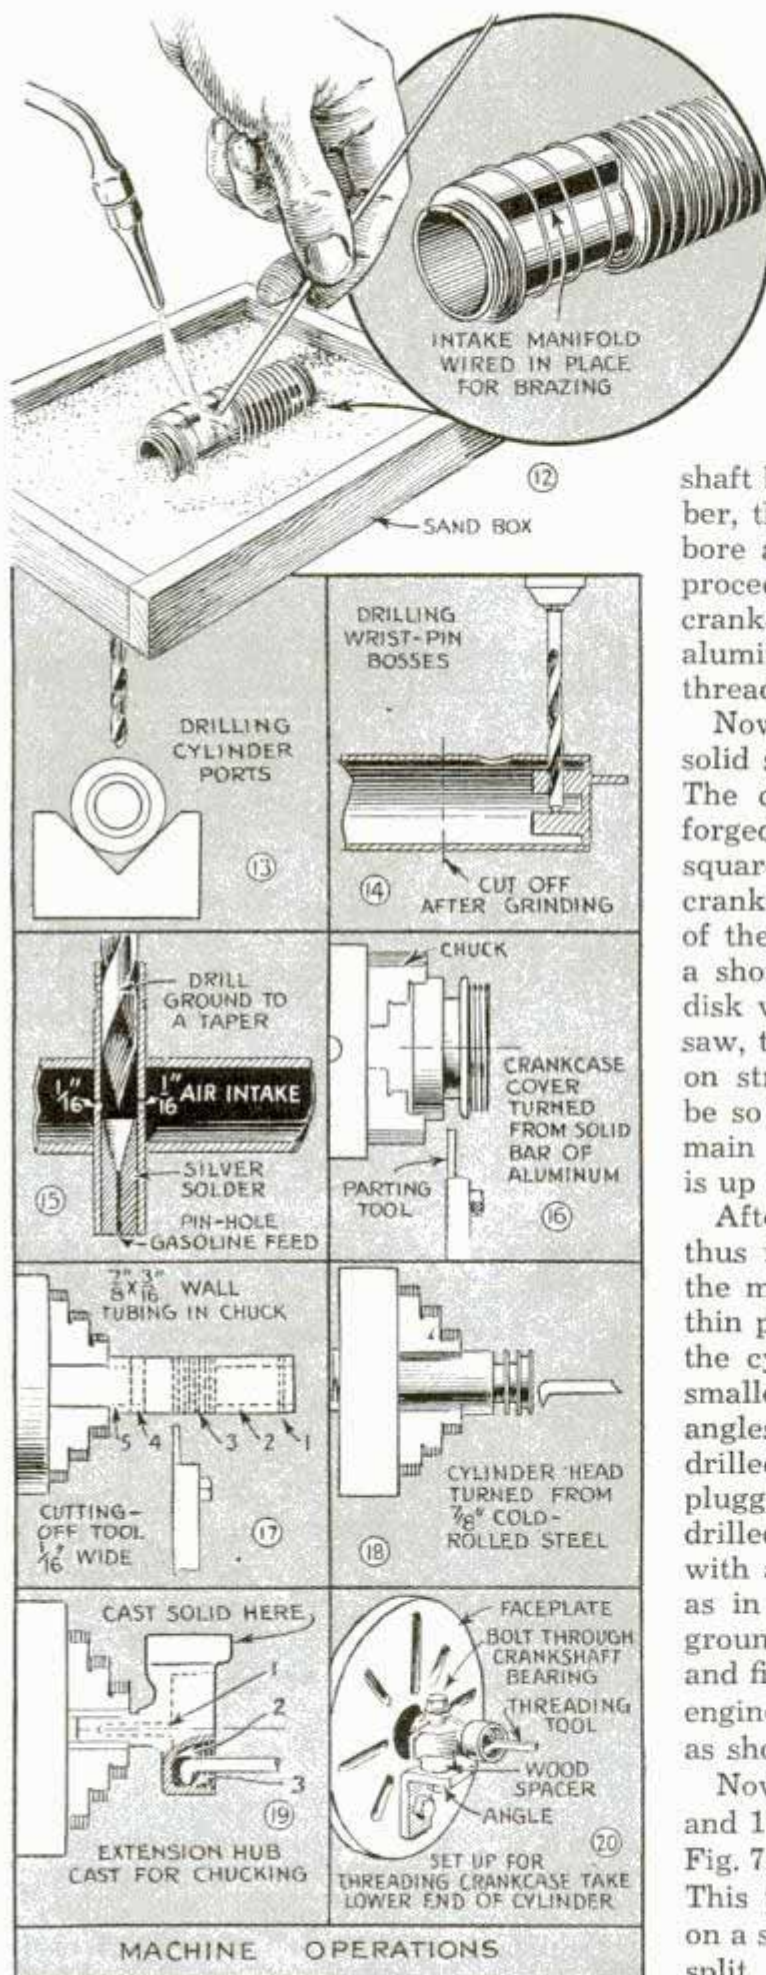 INTAKE MANIFOLD
WIRED IN PLACE
FOR BRAZING
12
SAND BOX
DRILLING
CYLINDER
PORTS
13
DRILLING
WRIST-PIN
BOSSES
14
CUT OFF
AFTER GRINDING
DRILL
GROUND TO
A TAPER
1/16" 1/16" AIR INTAKE
SILVER
SOLDER
15
PIN-HOLE
GASOLINE FEED
CHUCK
CRANKCASE
COVER
TURNED
FROM SOLID
BAR OF
ALUMINUM
PARTING
TOOL
16
7/8" x 3/16" WALL
TUBING IN CHUCK
5 4 3 2 1
CUTTING-
OFF TOOL
1/16" WIDE
17
CYLINDER HEAD
TURNED FROM
7/8" COLD-
ROLLED STEEL
18
CAST SOLID HERE
1
2
3
19
EXTENSION HUB
CAST FOR CHUCKING
FACEPLATE
BOLT THROUGH
CRANKSHAFT
BEARING
THREADING
TOOL
WOOD
SPACER
ANGLE
20
SET UP FOR
THREADING CRANKCASE TAKE
LOWER END OF CYLINDER
MACHINE OPERATIONS
shaft
ber,
bore
procee
crank
alumi
thread
Nov
solid
The
forged
square
crank
of the
a sho
disk
saw,
on str
be so
main
is up
Afte
thus
the m
thin p
the cy
smalle
angles
drilled
plugg
drilled
with
as in
groun
and fi
engine
as sho
Nov
and 1
Fig. 7
This
on a s
split